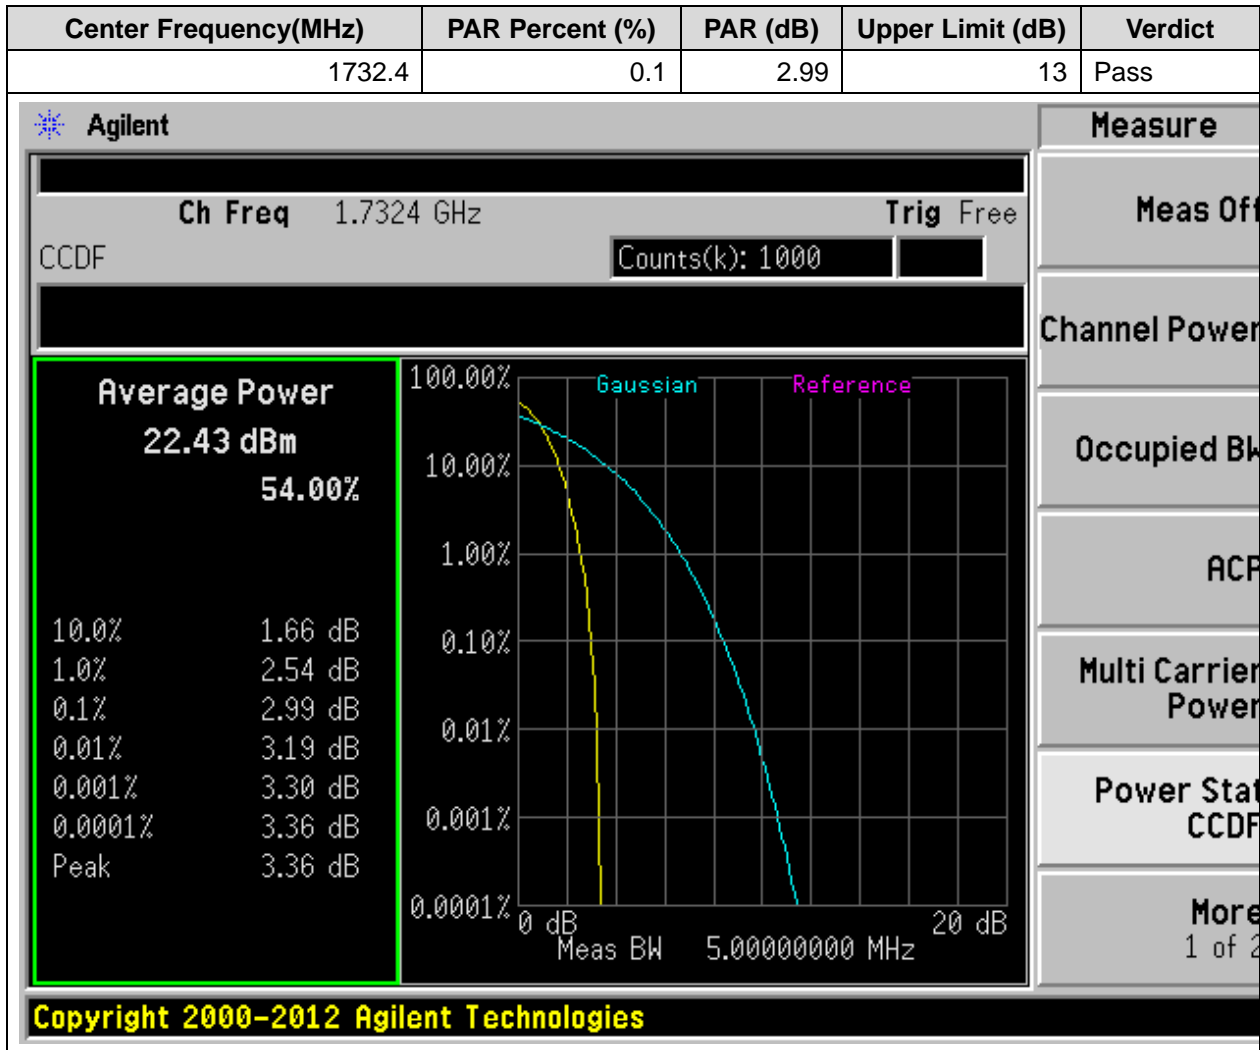 Center Frequency(MHz) PAR Percent (%) PAR (dB) Upper Limit (dB) Verdict
1732.4 0.1 2.99 13 Pass
Agilent
Measure
Ch Freq 1.7324 GHz Trig Free
CCDF
Counts(k): 1000
Average Power
22.43 dBm
54.00%
10.0% 1.66 dB
1.0% 2.54 dB
0.1% 2.99 dB
0.01% 3.19 dB
0.001% 3.30 dB
0.0001% 3.36 dB
Peak 3.36 dB
Gaussian Reference
100.00%
10.00%
1.00%
0.10%
0.01%
0.001%
0.0001%
0 dB 20 dB
Meas BW 5.00000000 MHz
Meas Off
Channel Power
Occupied BW
ACP
Multi Carrier
Power
Power Stat
CCDF
More
1 of 2
Copyright 2000-2012 Agilent Technologies